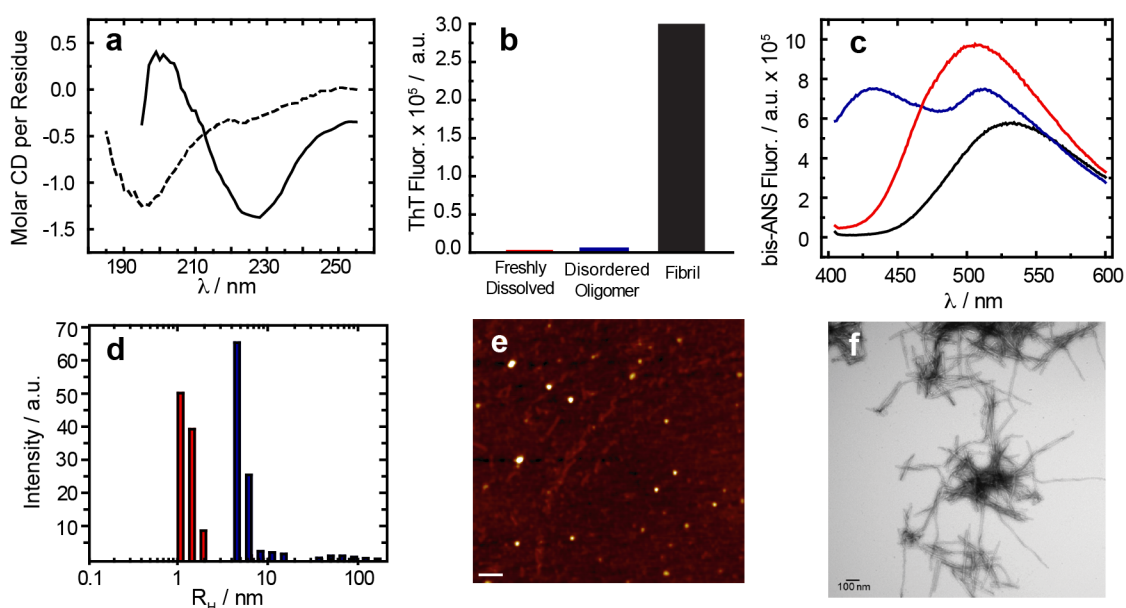 a
0.5
0.0
-0.5
-1.0
-1.5
Molar CD per Residue
190 210 230 250
λ / nm
b
3.0
2.5
2.0
1.5
1.0
0.5
0.0
ThT Fluor. x 10⁵ / a.u.
Freshly
Dissolved
Disordered
Oligomer
Fibril
c
10
8
6
4
2
0
bis-ANS Fluor. / a.u. x 10⁵
400 450 500 550 600
λ / nm
d
70
60
50
40
30
20
10
Intensity / a.u.
0.1 1 10 100
R_H / nm
e
f
100 nm